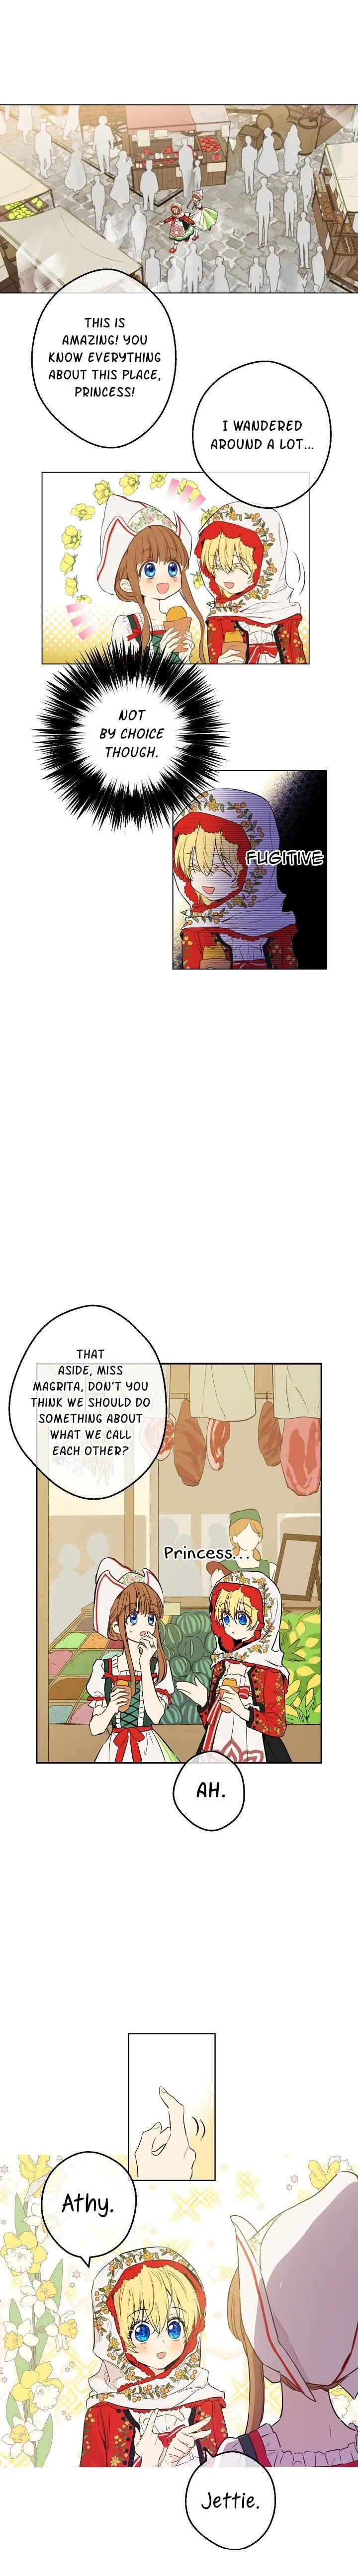 THIS IS
AMAZING! YOU
KNOW EVERYTHING
ABOUT THIS PLACE,
PRINCESS!
I WANDERED
AROUND A LOT...
NOT
BY CHOICE
THOUGH.
FUGITIVE
THAT
ASIDE, MISS
MAGRITA, DON'T YOU
THINK WE SHOULD DO
SOMETHING ABOUT
WHAT WE CALL
EACH OTHER?
Princess...
AH.
Athy.
Jettie.